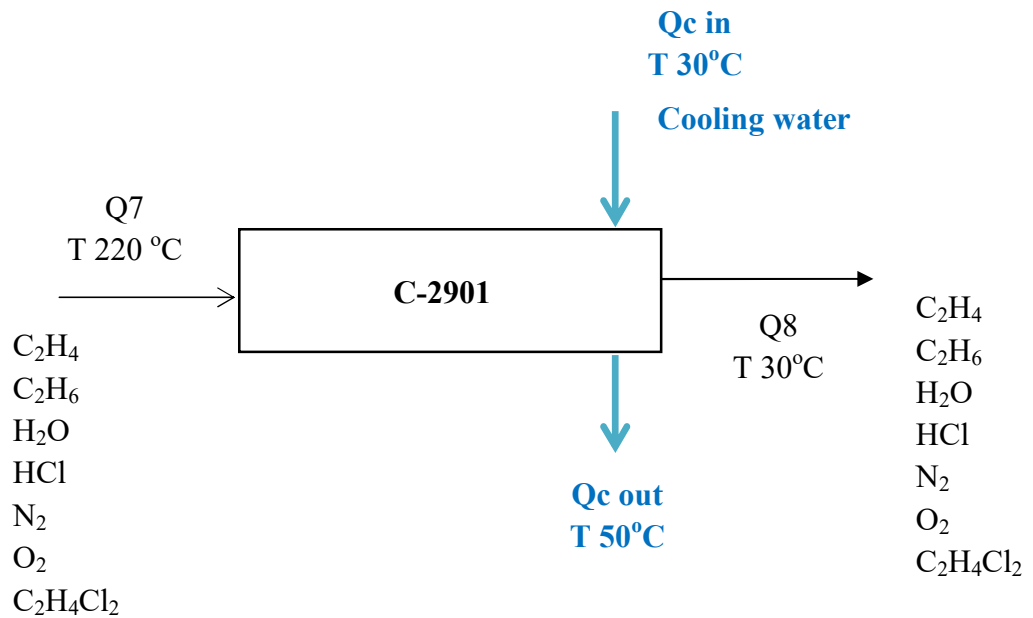 Qc in
T 30°C
Cooling water
Q7
T 220 °C
C-2901
Q8
T 30°C
C₂H₄
C₂H₆
H₂O
HCl
N₂
O₂
C₂H₄Cl₂
Qc out
T 50°C
C₂H₄
C₂H₆
H₂O
HCl
N₂
O₂
C₂H₄Cl₂